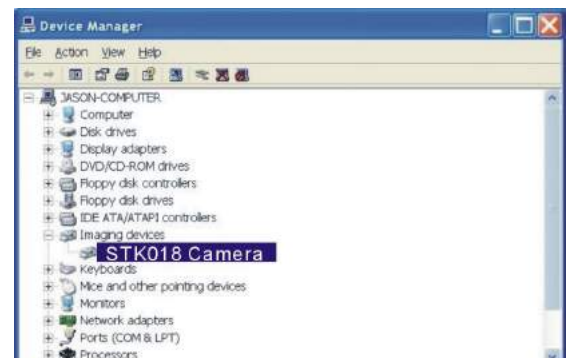 Device Manager
File Action View Help
JASON-COMPUTER
Computer
Disk drives
Display adapters
DVD/CD-ROM drives
Floppy disk controllers
Floppy disk drives
IDE ATA/ATAPI controllers
Imaging devices
STK018 Camera
Keyboards
Mice and other pointing devices
Monitors
Network adapters
Ports (COM & LPT)
Processors